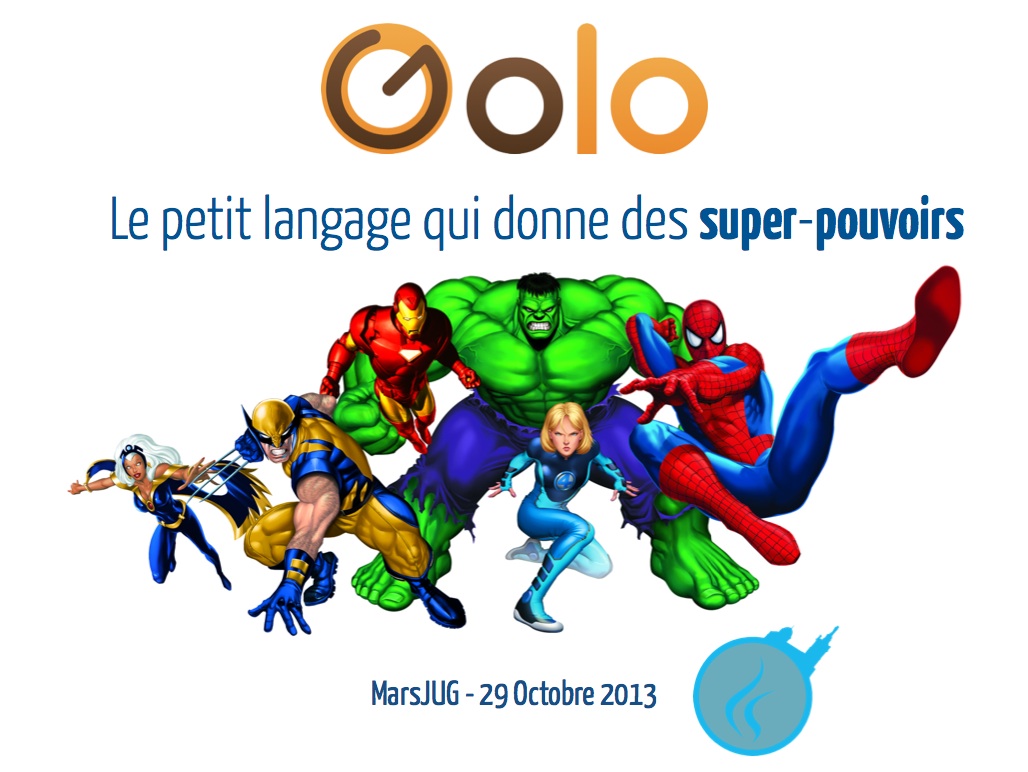 Golo
Le petit langage qui donne des super-pouvoirs
MarsJUG - 29 Octobre 2013